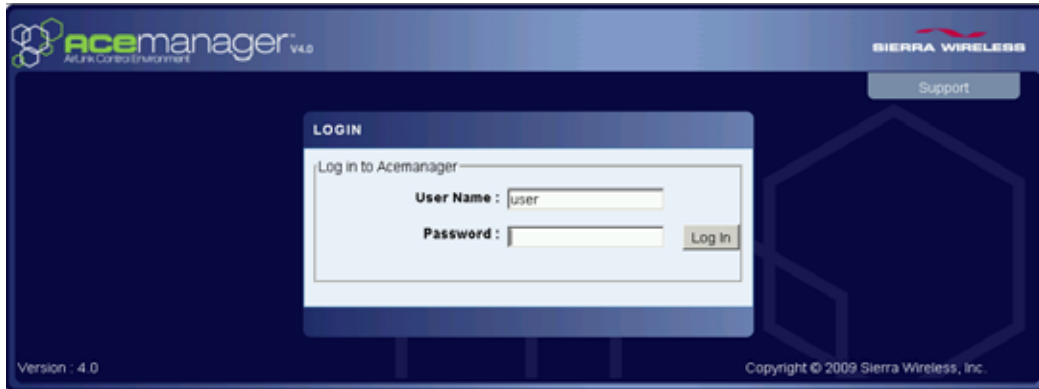 Acemanager™ V4.0
AirLink Control Environment
SIERRA WIRELESS
Support
LOGIN
Log in to Acemanager
User Name : user
Password :
Log In
Version : 4.0
Copyright © 2009 Sierra Wireless, Inc.